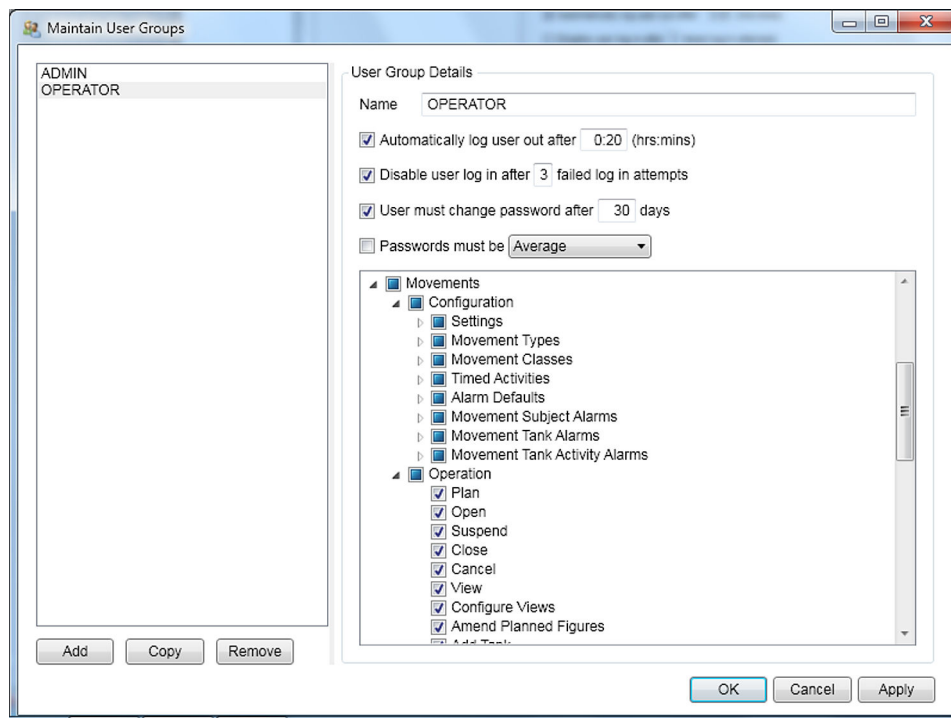 Maintain User Groups
ADMIN
OPERATOR
User Group Details
Name OPERATOR
Automatically log user out after 0:20 (hrs:mins)
Disable user log in after 3 failed log in attempts
User must change password after 30 days
Passwords must be Average
Movements
Configuration
Settings
Movement Types
Movement Classes
Timed Activities
Alarm Defaults
Movement Subject Alarms
Movement Tank Alarms
Movement Tank Activity Alarms
Operation
Plan
Open
Suspend
Close
Cancel
View
Configure Views
Amend Planned Figures
Add Tank
Add Copy Remove
OK Cancel Apply